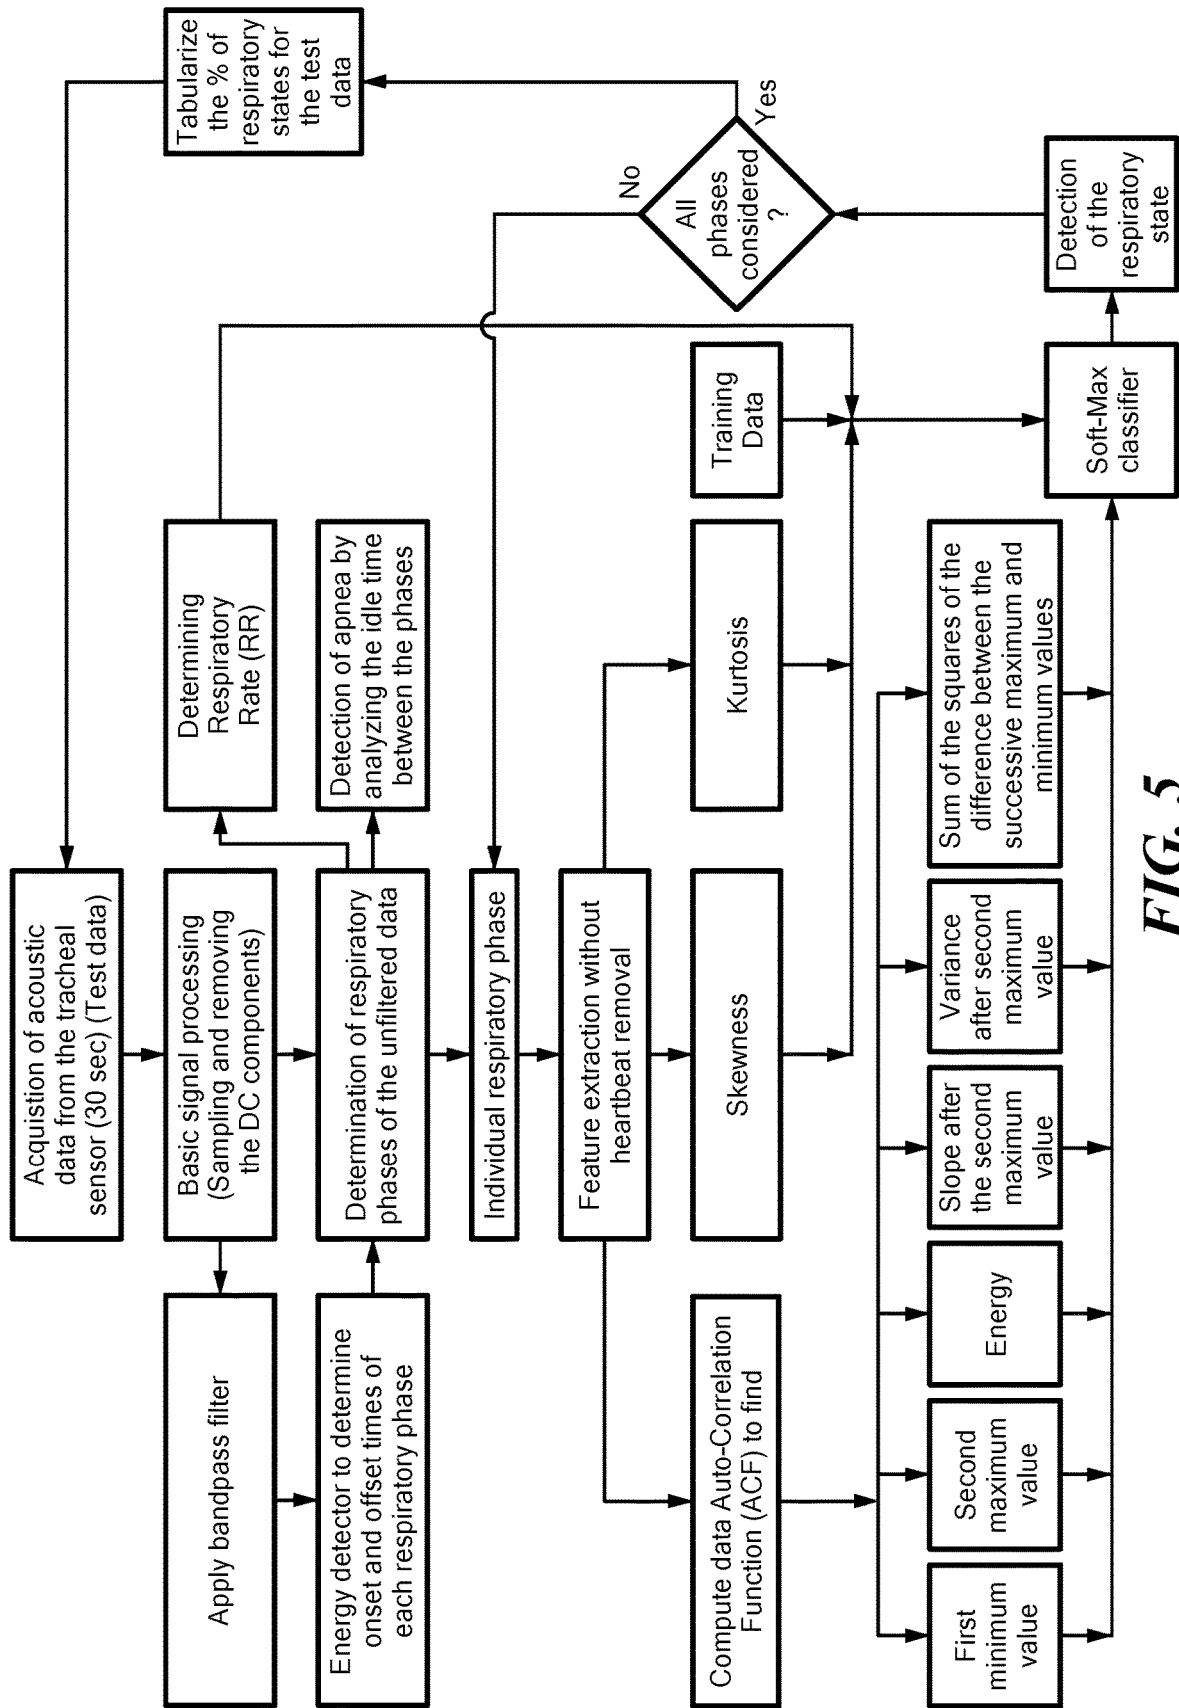 Acquistion of acoustic
data from the tracheal
sensor (30 sec) (Test data)
Tabularize
the % of
respiratory
states for
the test
data
Apply bandpass filter
Basic signal processing
(Sampling and removing
the DC components)
Determining
Respiratory
Rate (RR)
Energy detector to determine
onset and offset times of
each respiratory phase
Determination of respiratory
phases of the unfiltered data
Detection of apnea by
analyzing the idle time
between the phases
Individual respiratory phase
Feature extraction without
heartbeat removal
No
Yes
All
phases
considered
?
Compute data Auto-Correlation
Function (ACF) to find
Skewness
Kurtosis
Training
Data
First
minimum
value
Second
maximum
value
Energy
Slope after
the second
maximum
value
Variance
after second
maximum
value
Sum of the squares of the
difference between the
successive maximum and
minimum values
Soft-Max
classifier
Detection
of the
respiratory
state
FIG. 5